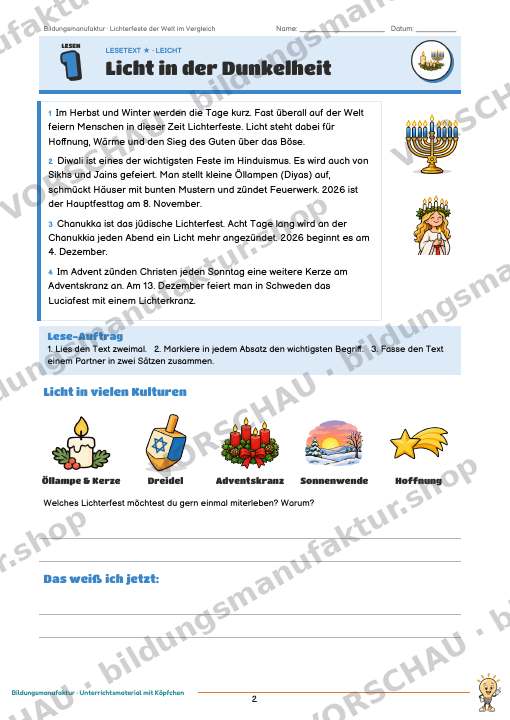 Bildungsmanufaktur · Lichterfeste der Welt im Vergleich
Name: ____________ Datum: ____________
LESEN
1
LESETEXT ★ · LEICHT
Licht in der Dunkelheit
1 Im Herbst und Winter werden die Tage kurz. Fast überall auf der Welt
feiern Menschen in dieser Zeit Lichterfeste. Licht steht dabei für
Hoffnung, Wärme und den Sieg des Guten über das Böse.
2 Diwali ist eines der wichtigsten Feste im Hinduismus. Es wird auch von
Sikhs und Jains gefeiert. Man stellt kleine Öllampen (Diyas) auf,
schmückt Häuser mit bunten Mustern und zündet Feuerwerk. 2026 ist
der Haupttag am 8. November.
3 Chanukka ist das jüdische Lichterfest. Acht Tage lang wird an der
Chanukkia jeden Abend ein Licht mehr angezündet. 2026 beginnt es am
4. Dezember.
4 Im Advent zünden Christen jeden Sonntag eine weitere Kerze am
Adventskranz an. Am 13. Dezember feiert man in Schweden das
Luciafest mit einem Lichterkranz.
Lese-Auftrag
1. Lies den Text zweimal. 2. Markiere in jedem Absatz den wichtigsten Begriff. 3. Fasse den Text
einem Partner in zwei Sätzen zusammen.
Licht in vielen Kulturen
Öllampe & Kerze Dreidel Adventskranz Sonnenwende Hoffnung
Welches Lichterfest möchtest du gern einmal miterleben? Warum?
Das weiß ich jetzt:
Bildungsmanufaktur · Unterrichtsmaterial mit Köpfchen
2
VORSCHAU · bildungsmanufaktur.shop